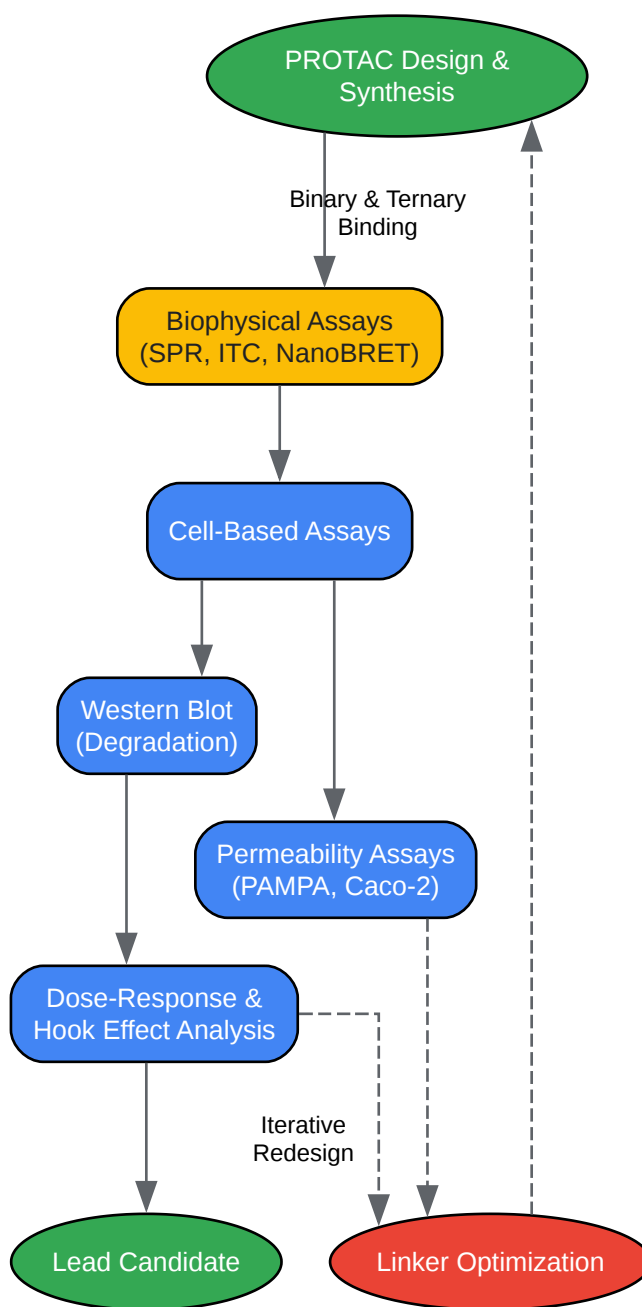 PROTAC Design &
Synthesis
Binary & Ternary
Binding
Biophysical Assays
(SPR, ITC, NanoBRET)
Cell-Based Assays
Western Blot
(Degradation)
Permeability Assays
(PAMPA, Caco-2)
Dose-Response &
Hook Effect Analysis
Iterative
Redesign
Lead Candidate
Linker Optimization